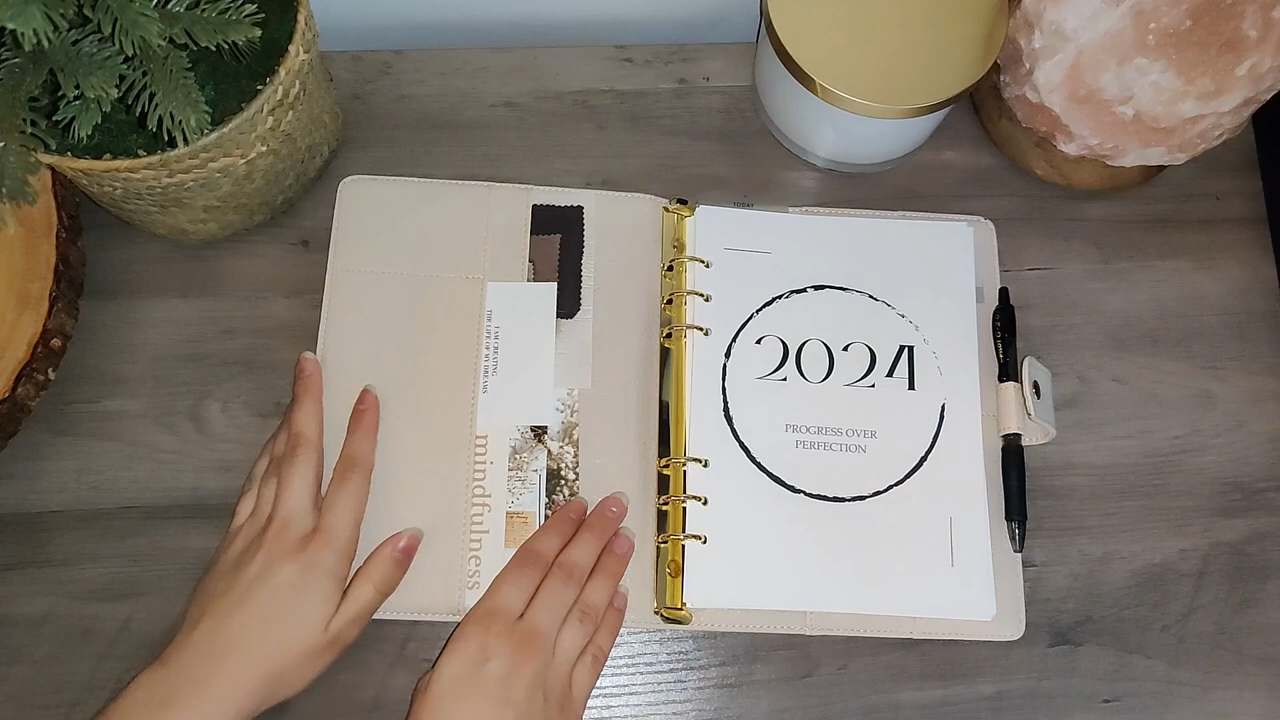 I AM CREATING
THE LIFE OF MY DREAMS
mindfulness
TODAY
2024
PROGRESS OVER
PERFECTION